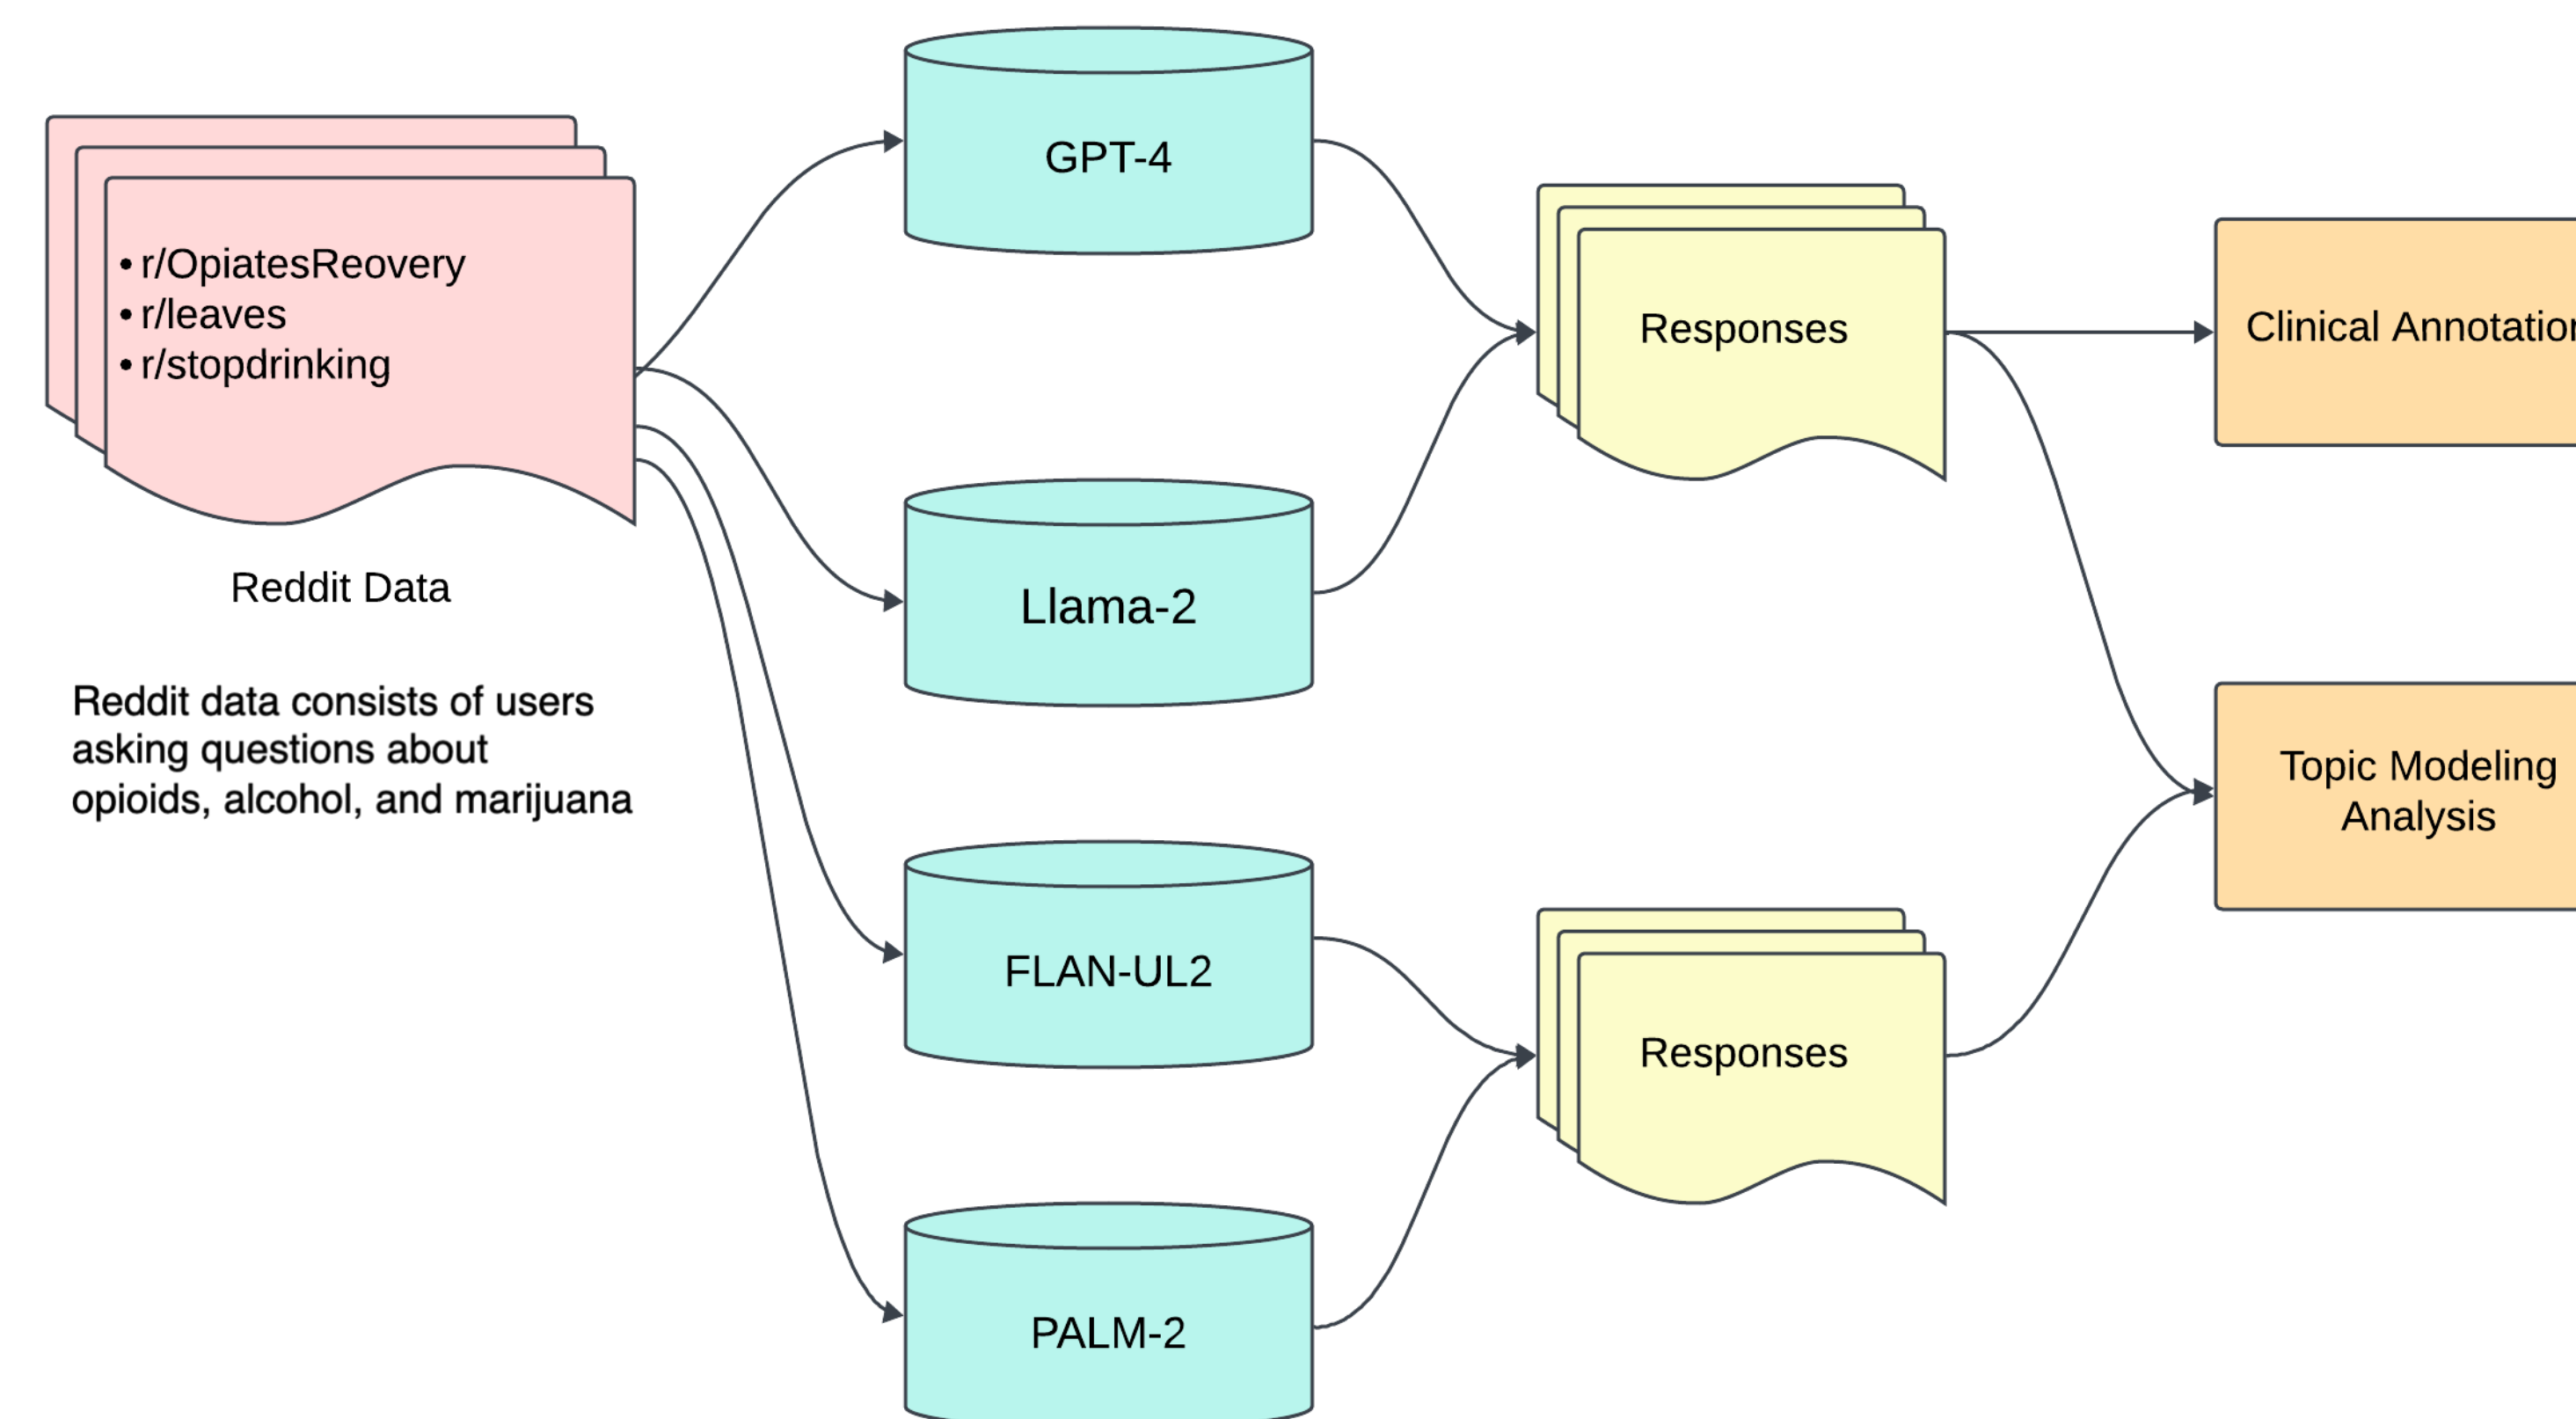 • r/OpiatesReovery
• r/leaves
• r/stopdrinking
Reddit Data
Reddit data consists of users
asking questions about
opioids, alcohol, and marijuana
GPT-4
Llama-2
FLAN-UL2
PALM-2
Responses
Responses
Clinical Annotation
Topic Modeling
Analysis